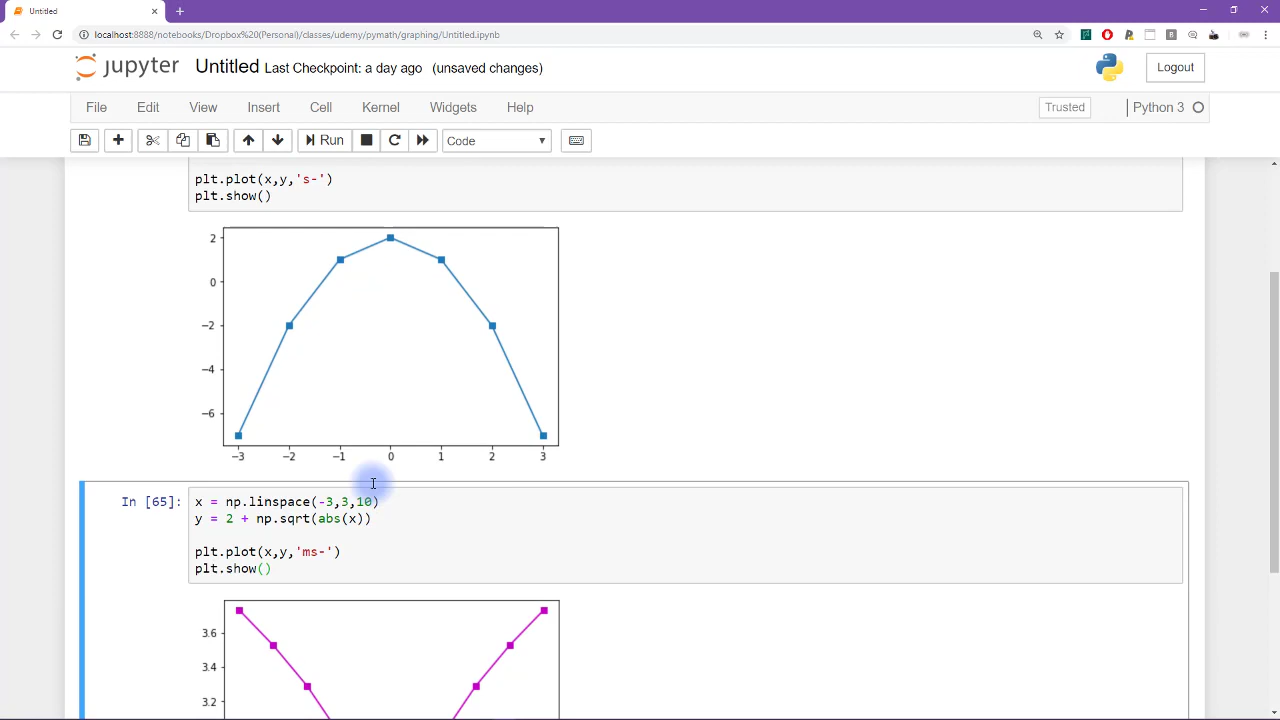 Untitled
localhost:8888/notebooks/Dropbox%20(Personal)/classes/udemy/pymath/graphing/Untitled.ipynb
jupyter Untitled Last Checkpoint: a day ago (unsaved changes) Logout
File Edit View Insert Cell Kernel Widgets Help Trusted Python 3
Run Code
plt.plot(x,y,'s-')
plt.show()
2
0
−2
−4
−6
−3 −2 −1 0 1 2 3
In [65]: x = np.linspace(-3,3,10)
y = 2 + np.sqrt(abs(x))
plt.plot(x,y,'ms-')
plt.show()
3.6
3.4
3.2